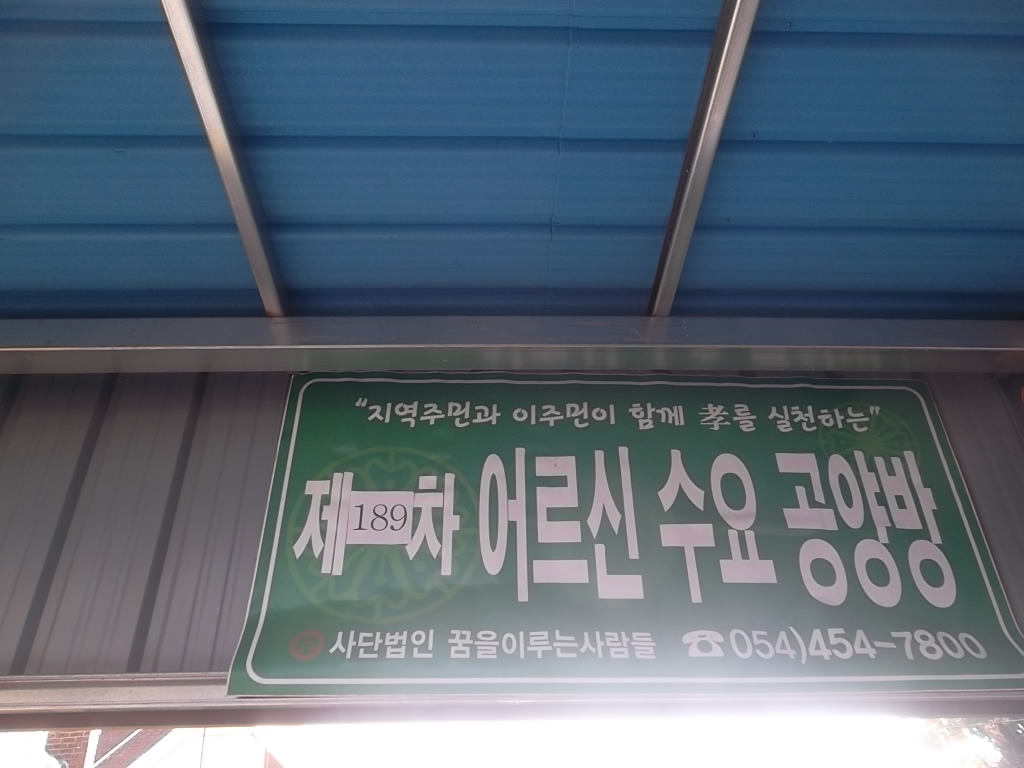 “지역주민과 이주민이 함께 孝를 실천하는”
제189차 어르신 수요 공양방
사단법인 꿈을이루는사람들 ☎054)454-7800